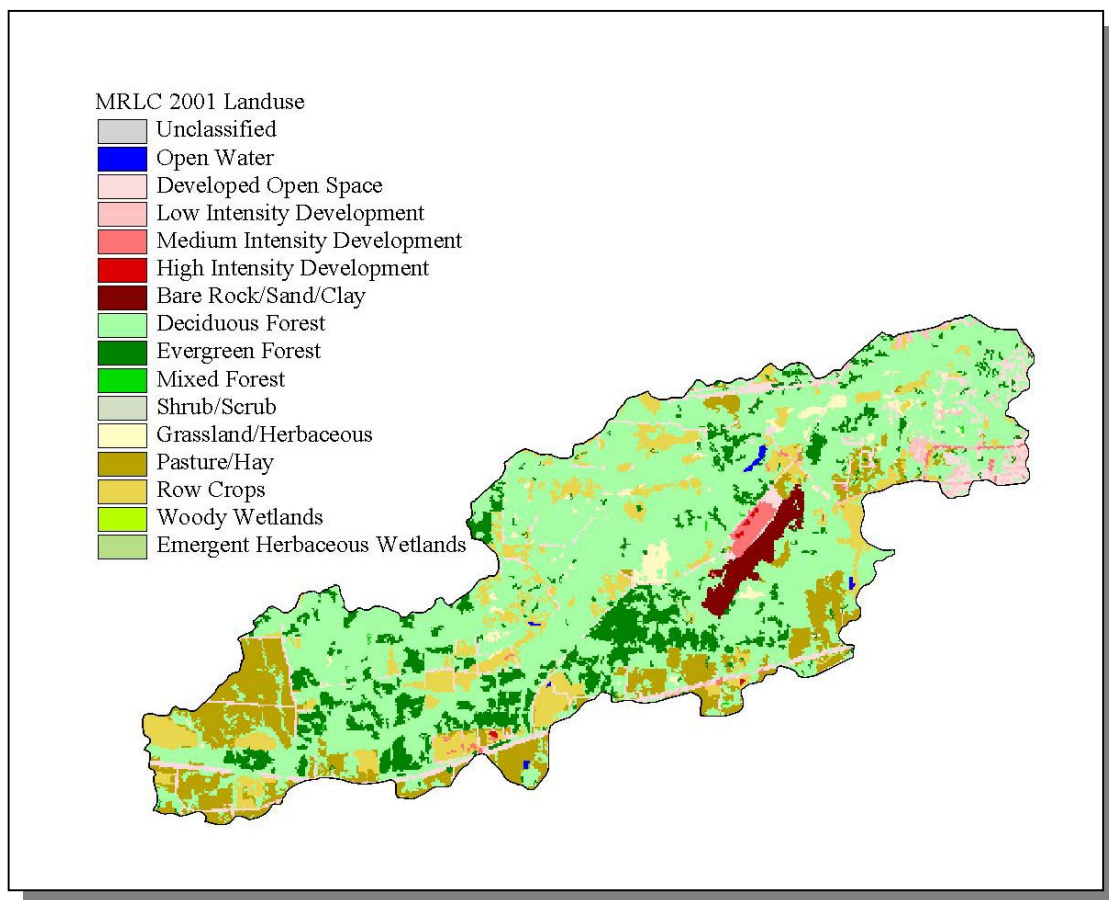 MRLC 2001 Landuse
Unclassified
Open Water
Developed Open Space
Low Intensity Development
Medium Intensity Development
High Intensity Development
Bare Rock/Sand/Clay
Deciduous Forest
Evergreen Forest
Mixed Forest
Shrub/Scrub
Grassland/Herbaceous
Pasture/Hay
Row Crops
Woody Wetlands
Emergent Herbaceous Wetlands